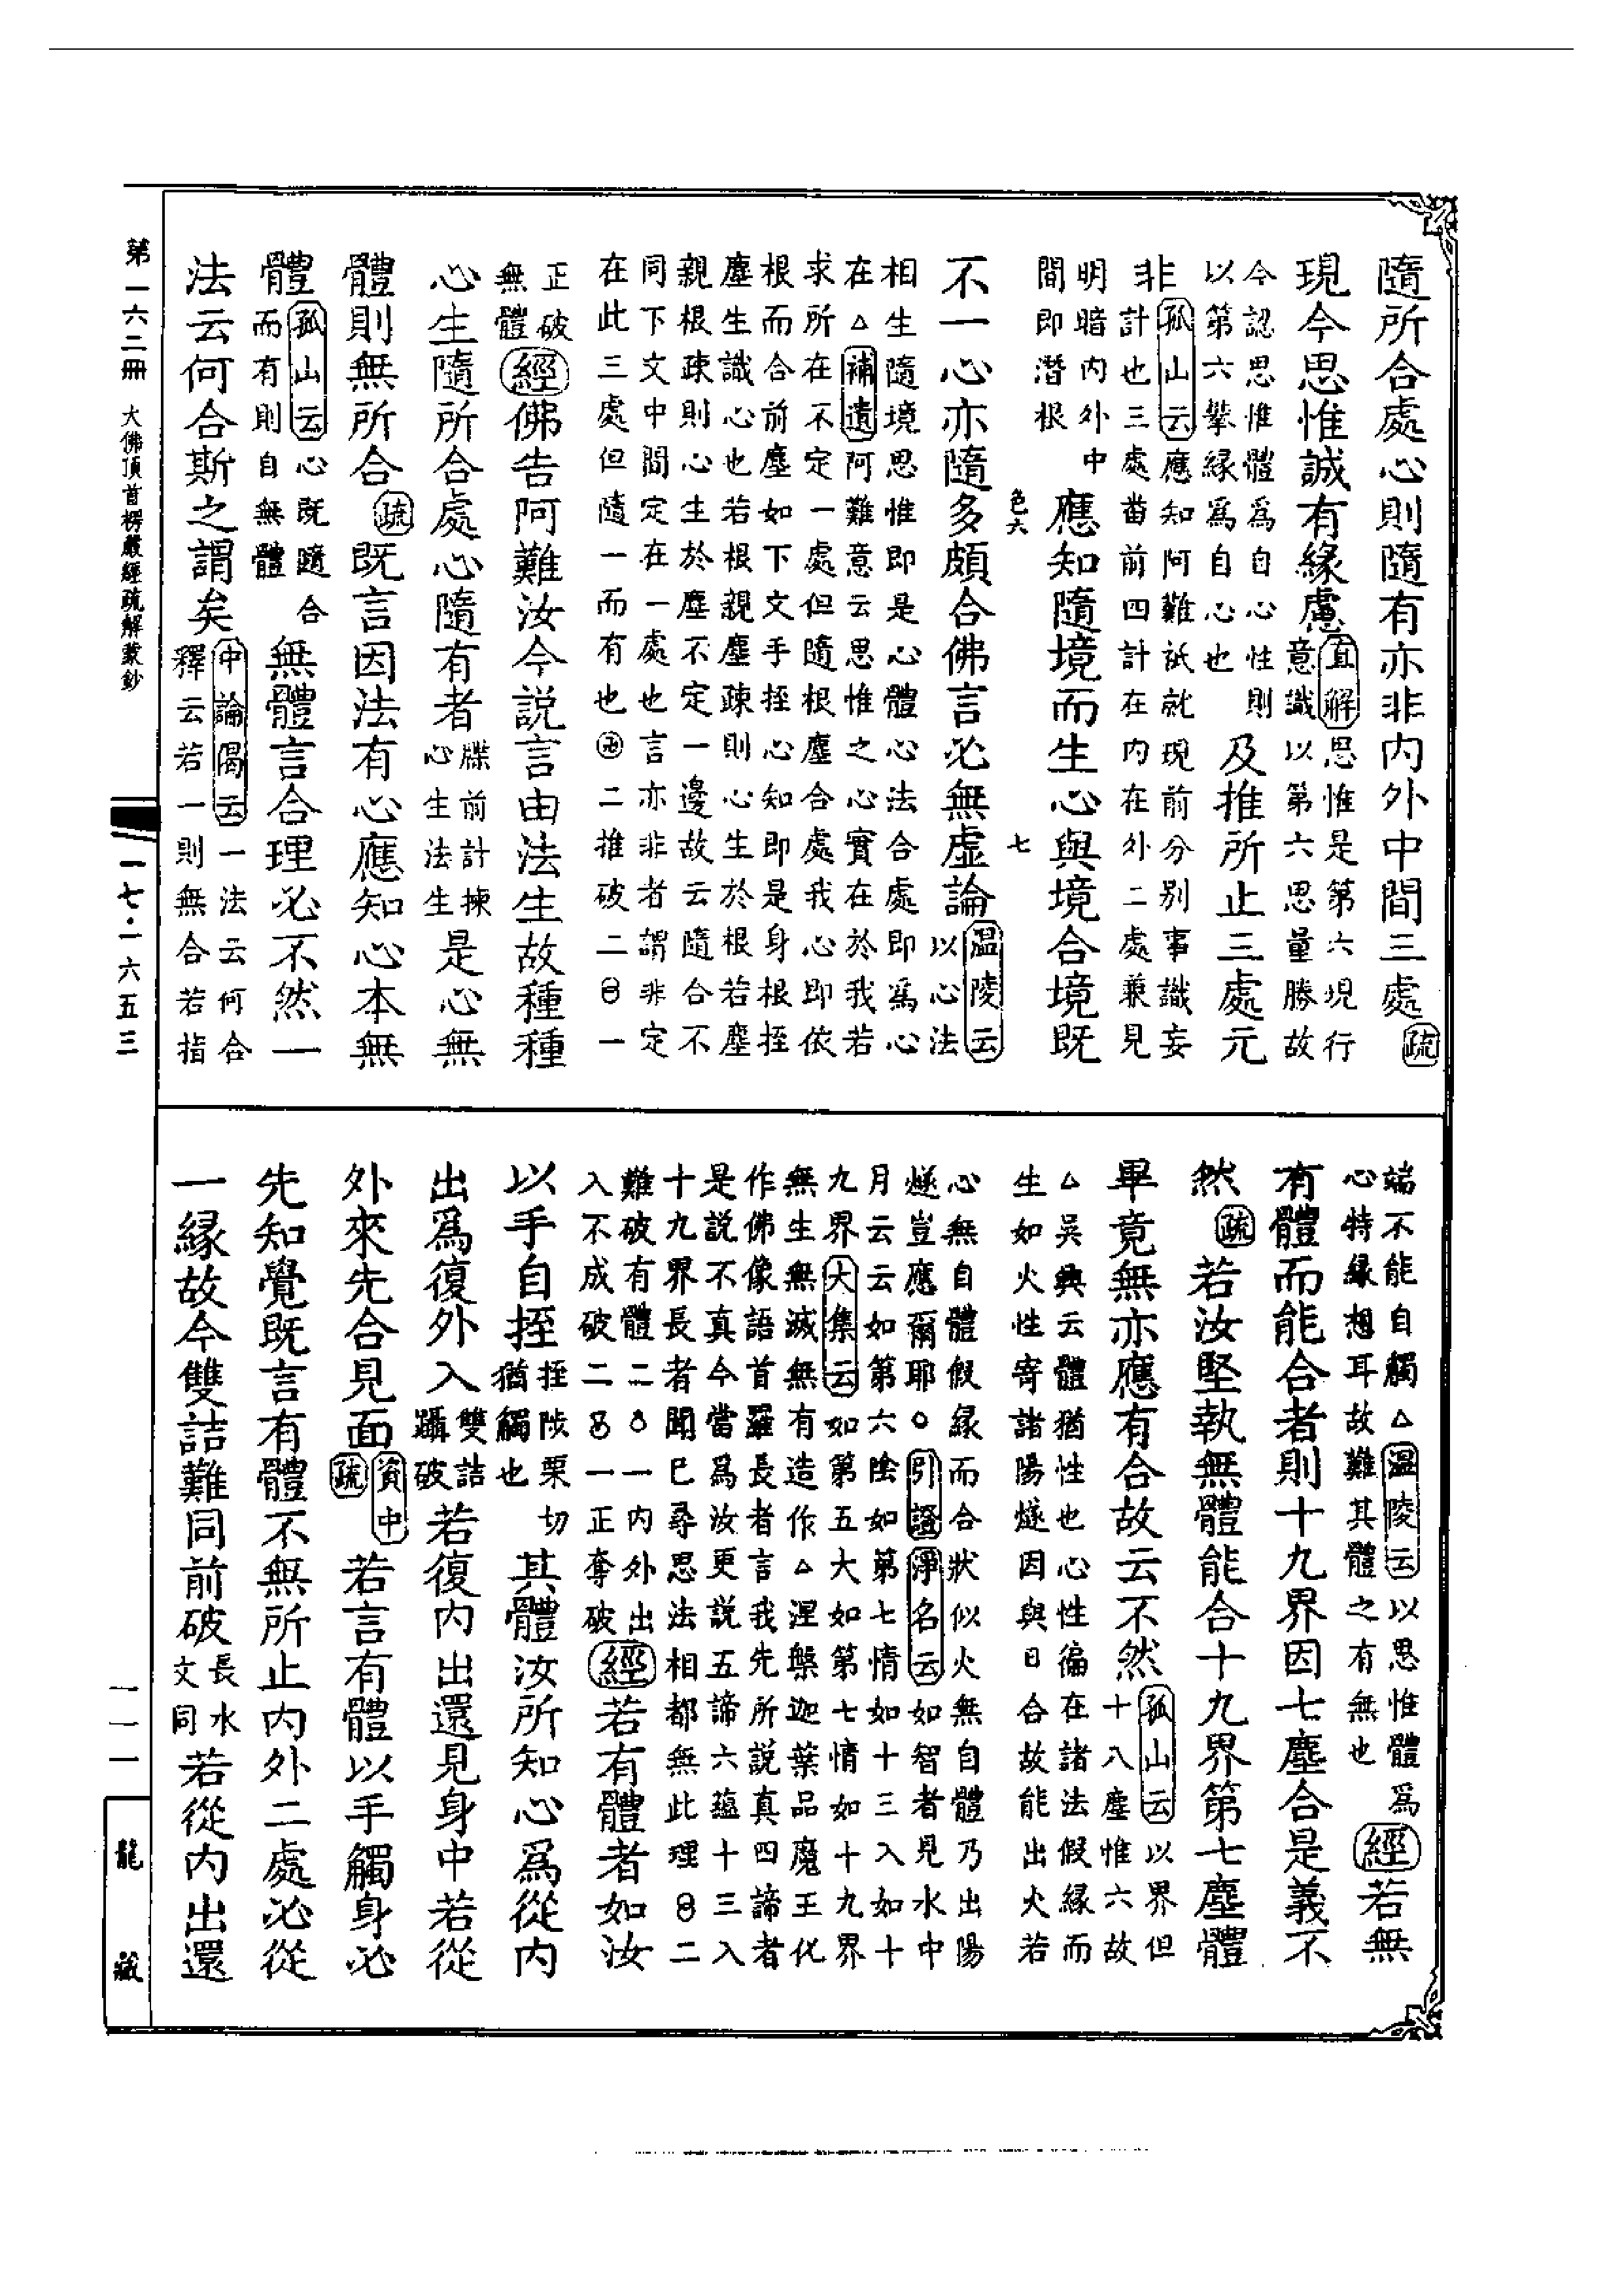 隨所合處心則隨有亦非內外中間三處疏
現今思惟誠有緣慮直解思惟是第六現行
意識以第六思量勝故
今認思惟體為自心性則
以第六攀緣為自心也及推所止三處元
非孤山云應知阿難祇就現前分別事識妄
計也三處啚前四計在內在外二處兼見
明暗內外中
間即潛根應知隨境而生心與境合境既
色六 七
不一心亦隨多頗合佛言必無虛論溫陵云
以心法
相生隨境思惟即是心體心法合處即為心
在△補遺阿難意云思惟之心實在於我若
求所在不定一處但隨根塵合處我心即依
根而合前塵如下文手挃心知即是身根挃
塵生識心也若根親塵疎則心生於根若塵
親根疎則心生於塵不定一邊故云隨合不
同下文中間定在一處也言亦非者謂非定
在此三處但隨一而有也㊣二推破二㊀一
正破
無體經佛告阿難汝今說言由法生故種種
心生隨所合處心隨有者牒前計揀
心生法生是心無
體則無所合疏既言因法有心應知心本無
體孤山云心既隨合
而有則自無體無體言合理必不然一
法云何合斯之謂矣中論偈云一法云何合
釋云若一則無合若指
端不能自觸△溫陵云以思惟體為
心特緣想耳故難其體之有無也經若無
有體而能合者則十九界因七塵合是義不
然疏若汝堅執無體能合十九界第七塵體
畢竟無亦應有合故云不然孤山云以界但
十八塵惟六故
△吳興云體猶性也心性徧在諸法假緣而
生如火性寄諸陽燧因與日合故能出火若
心無自體假緣而合狀似火無自體乃出陽
燧豈應爾耶○引證淨名云如智者見水中
月云云如第六陰如第七情如十三入如十
九界大集云如第五大如第七情如十九界
無生無滅無有造作△涅槃迦葉品魔王化
作佛像語首羅長者言我先所說真四諦者
是說不真今當為汝更說五諦六蘊十三入
十九界長者聞已尋思法相都無此理㊀二
難破有體二○一內外出
入不成破二㊀一正奪破經若有體者如汝
以手自挃挃陟栗切
猶觸也其體汝所知心為從內
出為復外入雙詰
躡破若復內出還見身中若從
外來先合見面資中
疏若言有體以手觸身必
先知覺既言有體不無所止內外二處必從
一緣故今雙詰難同前破長水
文同若從內出還
第一六二冊 大佛頂首楞嚴經疏解蒙鈔
一七·一六五三
一一一
龍藏